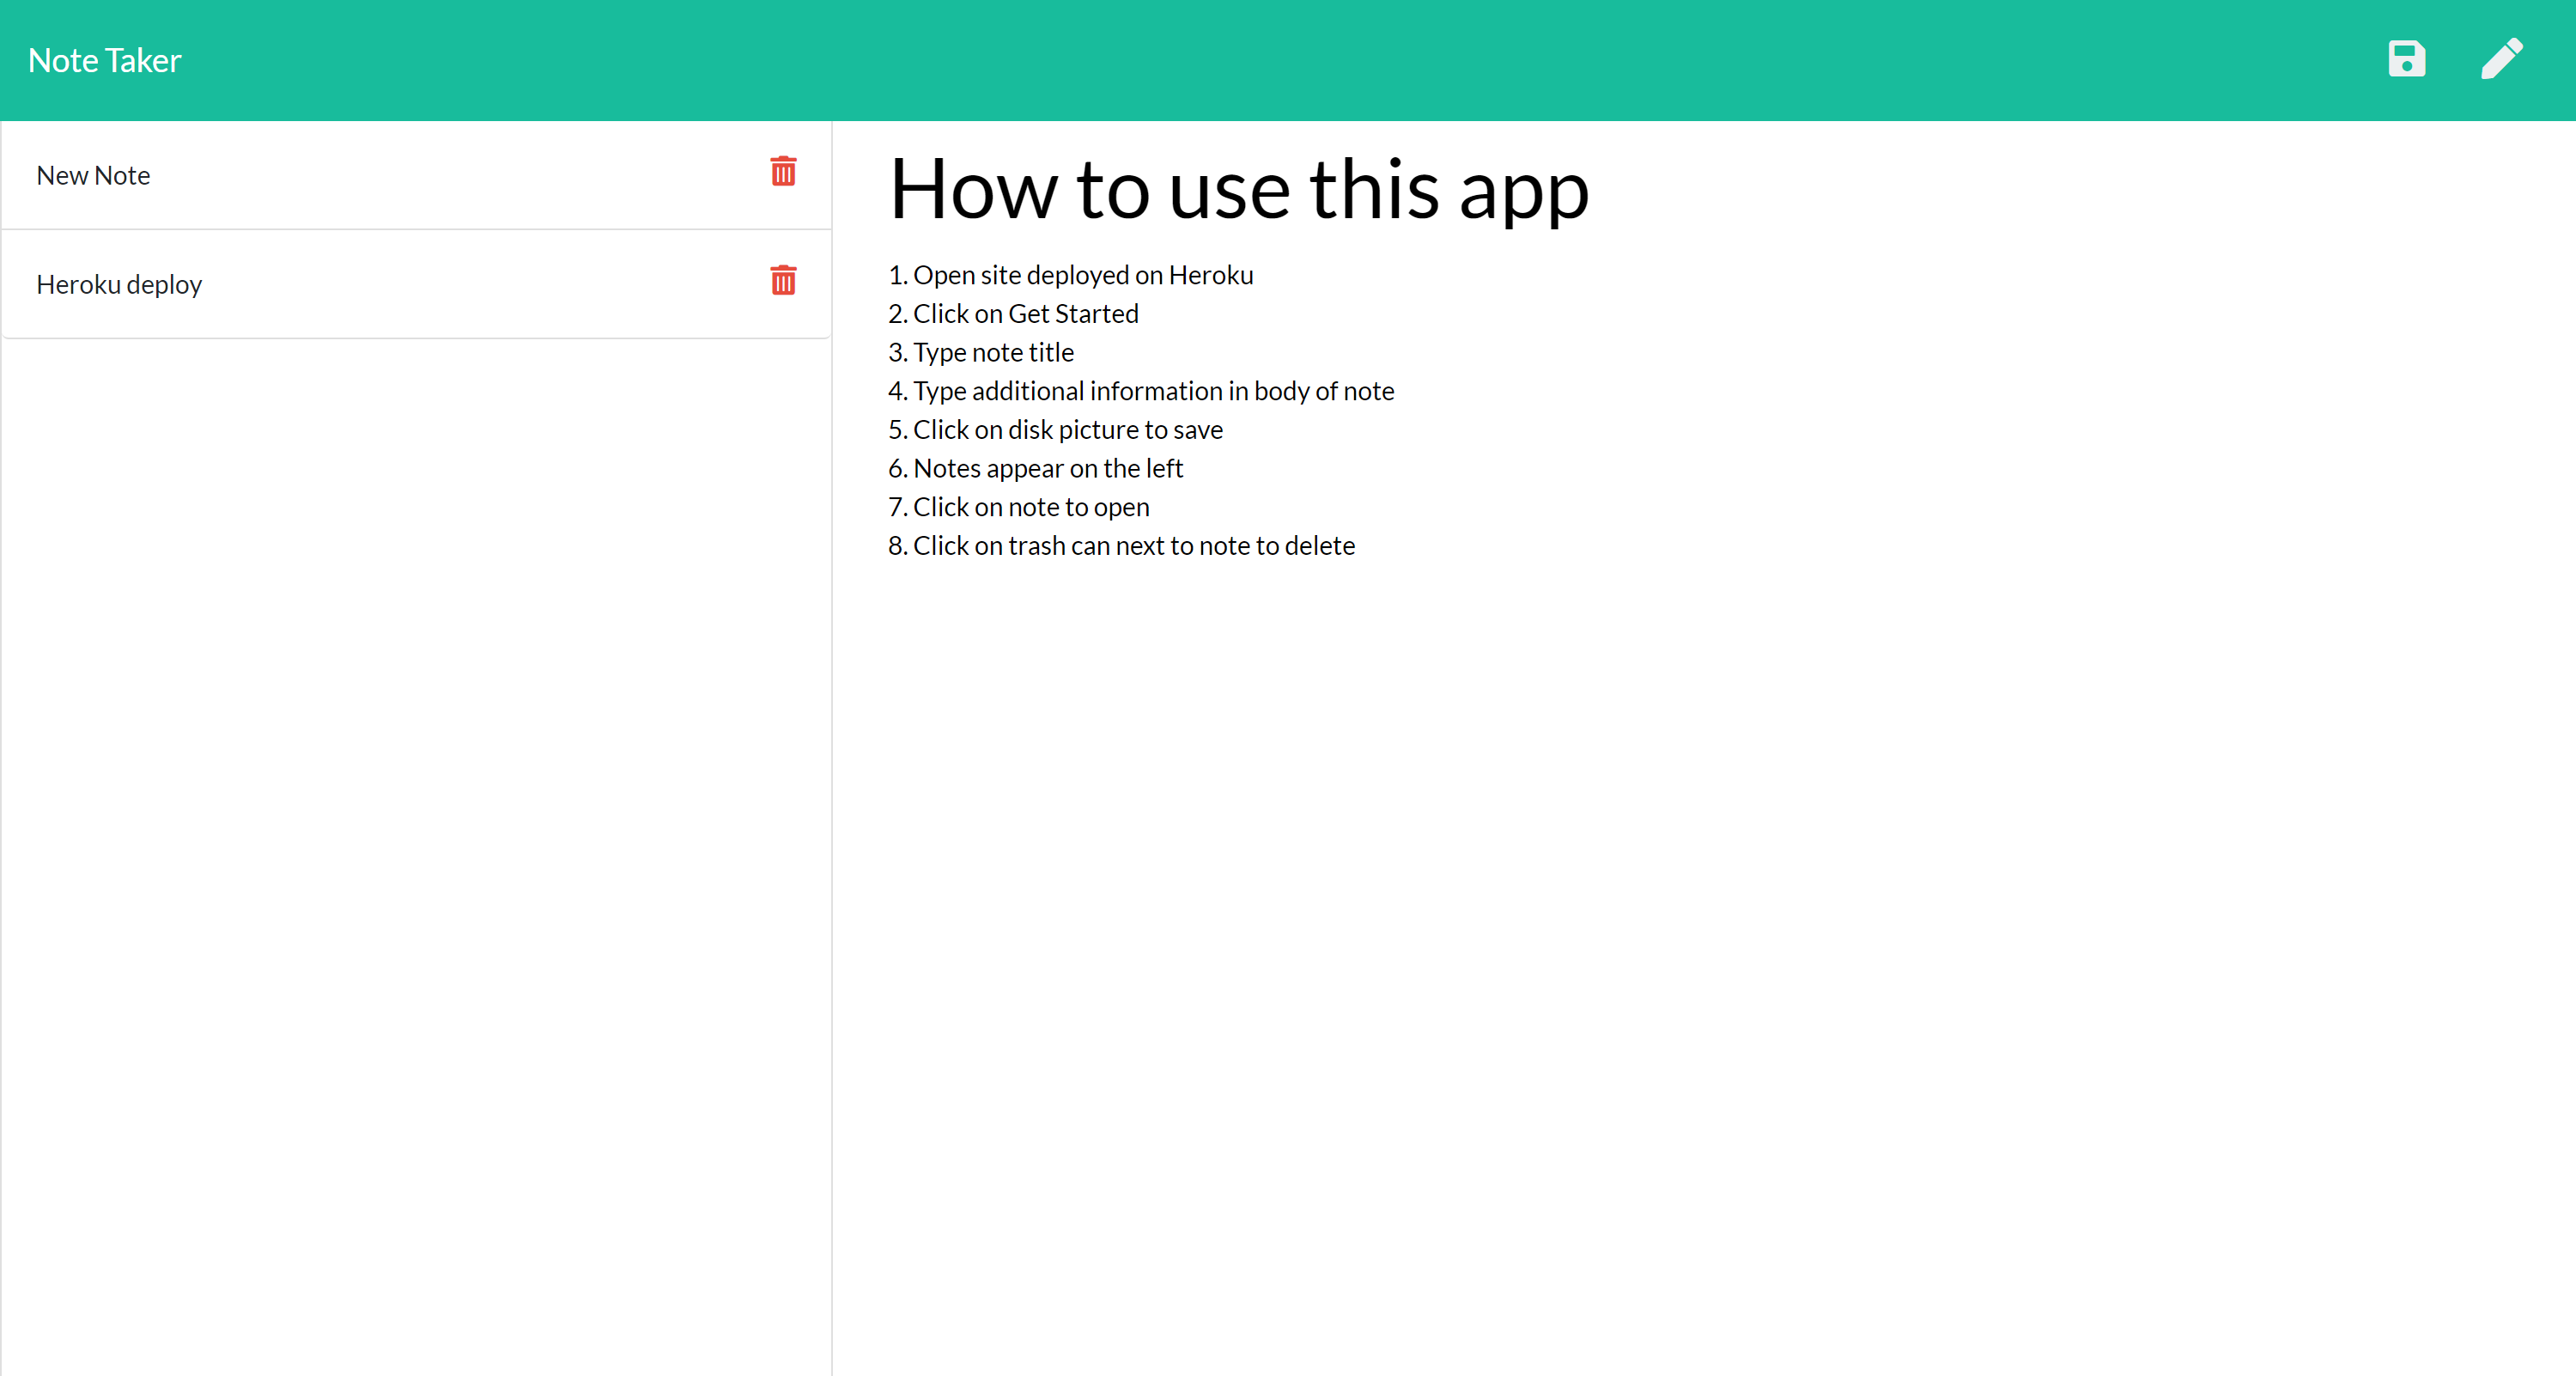 Note Taker
New Note
Heroku deploy
How to use this app
1. Open site deployed on Heroku
2. Click on Get Started
3. Type note title
4. Type additional information in body of note
5. Click on disk picture to save
6. Notes appear on the left
7. Click on note to open
8. Click on trash can next to note to delete